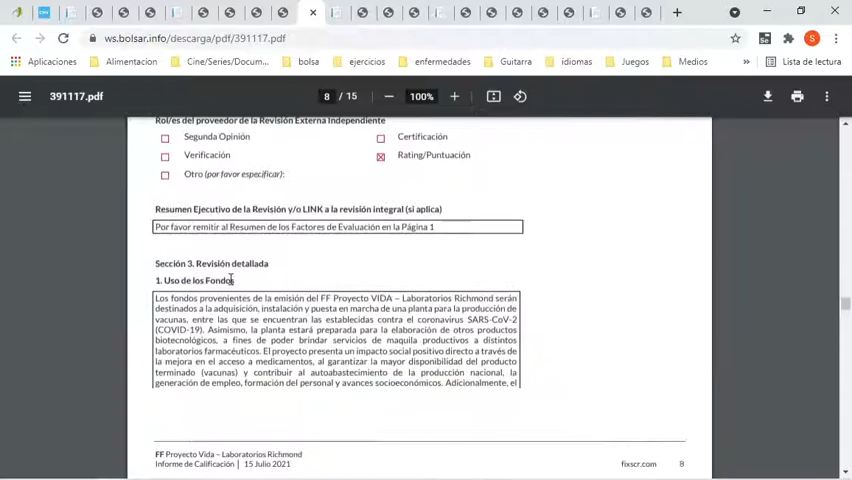 ws.bolsar.info/descarga/pdf/391117.pdf
Se
S
Aplicaciones
Alimentacion
Cine/Series/Docum...
bolsa
ejercicios
enfermedades
Guitarra
idiomas
Juegos
Medios
»
Lista de lectura
391117.pdf
8 / 15
100%
Rol/es del proveedor de la Revisión Externa Independiente
Segunda Opinión
Certificación
Verificación
Rating/Puntuación
Otro (por favor especificar):
Resumen Ejecutivo de la Revisión y/o LINK a la revisión integral (si aplica)
Por favor remitir al Resumen de los Factores de Evaluación en la Página 1
Sección 3. Revisión detallada
1. Uso de los Fondos
Los fondos provenientes de la emisión del FF Proyecto VIDA – Laboratorios Richmond serán
destinados a la adquisición, instalación y puesta en marcha de una planta para la producción de
vacunas, entre las que se encuentran las establecidas contra el coronavirus SARS-CoV-2
(COVID-19). Asimismo, la planta estará preparada para la elaboración de otros productos
biotecnológicos, a fines de poder brindar servicios de maquila productivos a distintos
laboratorios farmacéuticos. El proyecto presenta un impacto social positivo directo a través de
la mejora en el acceso a medicamentos, al garantizar la mayor disponibilidad del producto
terminado (vacunas) y contribuir al autoabastecimiento de la producción nacional, la
generación de empleo, formación del personal y avances socioeconómicos. Adicionalmente, el
FF Proyecto Vida – Laboratorios Richmond
Informe de Calificación | 15 Julio 2021
fixscr.com
8